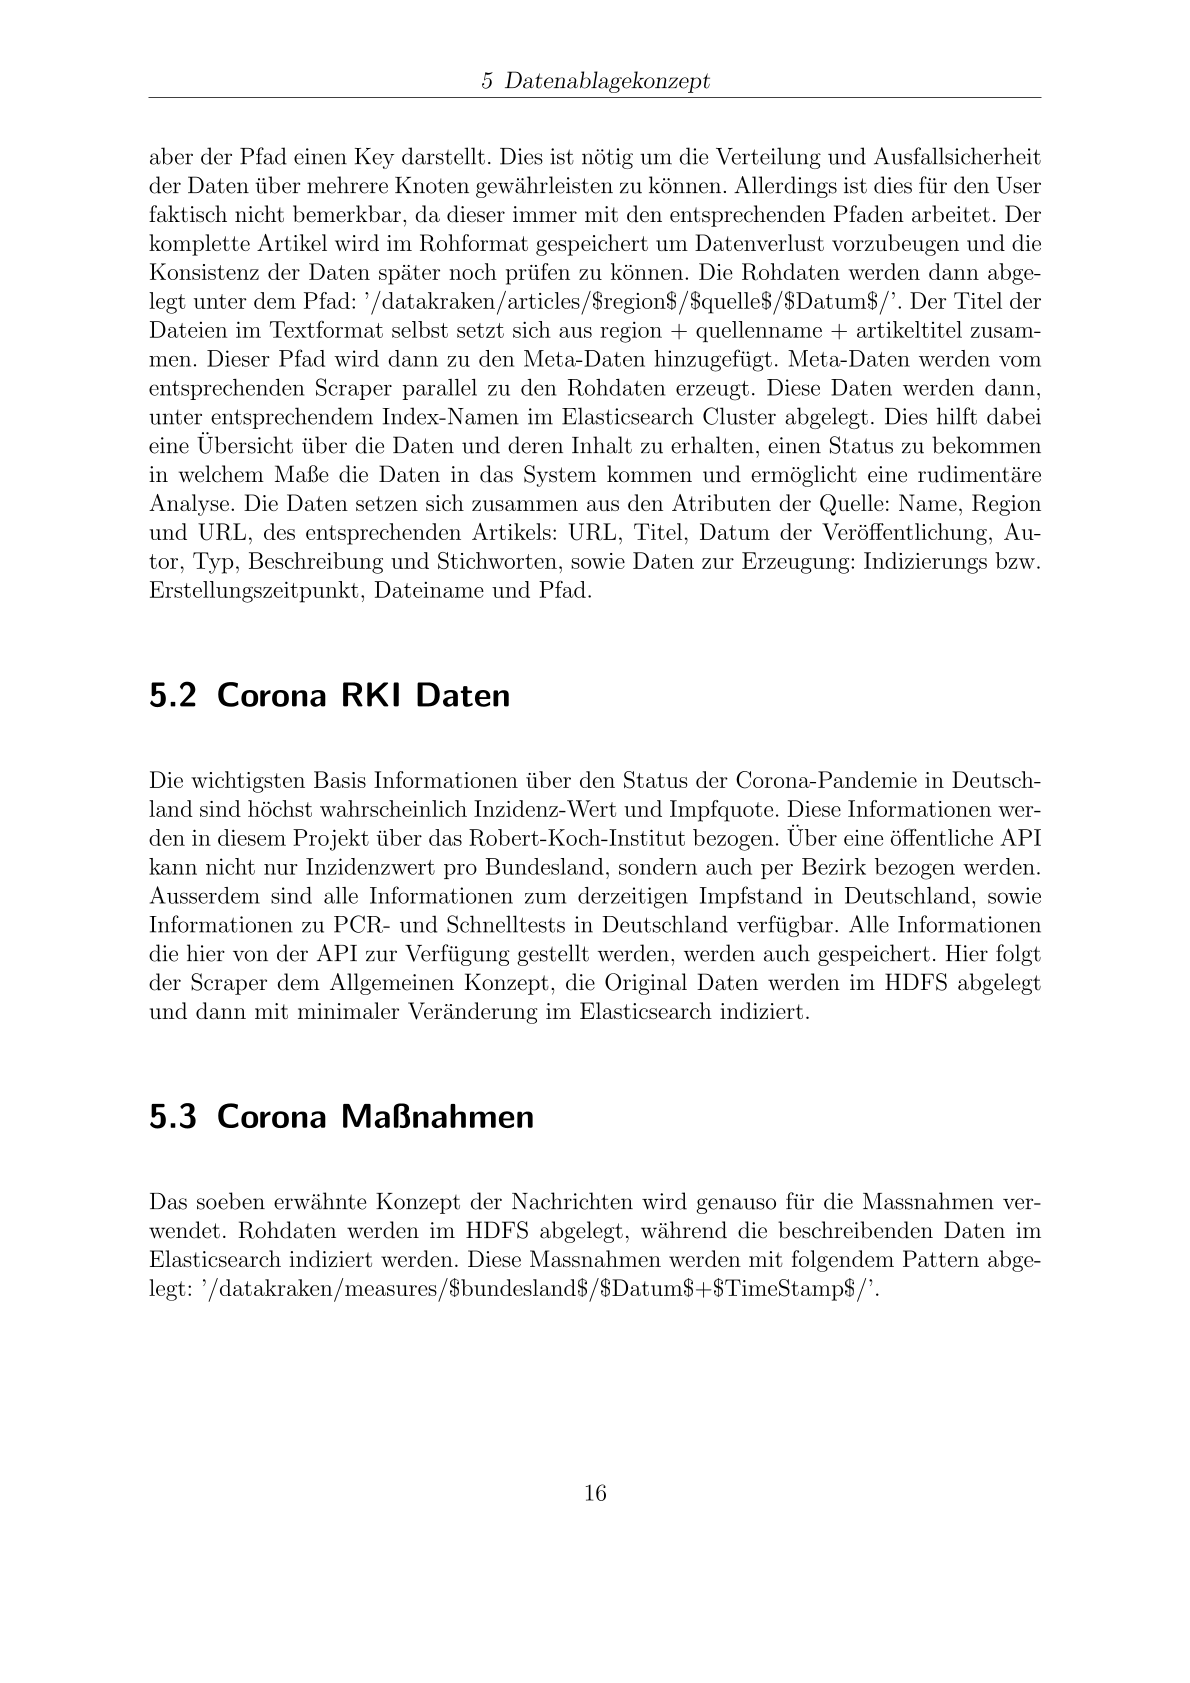 5 Datenablagekonzept
aber der Pfad einen Key darstellt. Dies ist nötig um die Verteilung und Ausfallsicherheit
der Daten über mehrere Knoten gewährleisten zu können. Allerdings ist dies für den User
faktisch nicht bemerkbar, da dieser immer mit den entsprechenden Pfaden arbeitet. Der
komplette Artikel wird im Rohformat gespeichert um Datenverlust vorzubeugen und die
Konsistenz der Daten später noch prüfen zu können. Die Rohdaten werden dann abge-
legt unter dem Pfad: ’/datakraken/articles/$region$/$quelle$/$Datum$/’. Der Titel der
Dateien im Textformat selbst setzt sich aus region + quellenname + artikeltitel zusam-
men. Dieser Pfad wird dann zu den Meta-Daten hinzugefügt. Meta-Daten werden vom
entsprechenden Scraper parallel zu den Rohdaten erzeugt. Diese Daten werden dann,
unter entsprechendem Index-Namen im Elasticsearch Cluster abgelegt. Dies hilft dabei
eine Übersicht über die Daten und deren Inhalt zu erhalten, einen Status zu bekommen
in welchem Maße die Daten in das System kommen und ermöglicht eine rudimentäre
Analyse. Die Daten setzen sich zusammen aus den Atributen der Quelle: Name, Region
und URL, des entsprechenden Artikels: URL, Titel, Datum der Veröffentlichung, Au-
tor, Typ, Beschreibung und Stichworten, sowie Daten zur Erzeugung: Indizierungs bzw.
Erstellungszeitpunkt, Dateiname und Pfad.
5.2 Corona RKI Daten
Die wichtigsten Basis Informationen über den Status der Corona-Pandemie in Deutsch-
land sind höchst wahrscheinlich Inzidenz-Wert und Impfquote. Diese Informationen wer-
den in diesem Projekt über das Robert-Koch-Institut bezogen. Über eine öffentliche API
kann nicht nur Inzidenzwert pro Bundesland, sondern auch per Bezirk bezogen werden.
Ausserdem sind alle Informationen zum derzeitigen Impfstand in Deutschland, sowie
Informationen zu PCR- und Schnelltests in Deutschland verfügbar. Alle Informationen
die hier von der API zur Verfügung gestellt werden, werden auch gespeichert. Hier folgt
der Scraper dem Allgemeinen Konzept, die Original Daten werden im HDFS abgelegt
und dann mit minimaler Veränderung im Elasticsearch indiziert.
5.3 Corona Maßnahmen
Das soeben erwähnte Konzept der Nachrichten wird genauso für die Massnahmen ver-
wendet. Rohdaten werden im HDFS abgelegt, während die beschreibenden Daten im
Elasticsearch indiziert werden. Diese Massnahmen werden mit folgendem Pattern abge-
legt: ’/datakraken/measures/$bundesland$/$Datum$+$TimeStamp$/’.
16